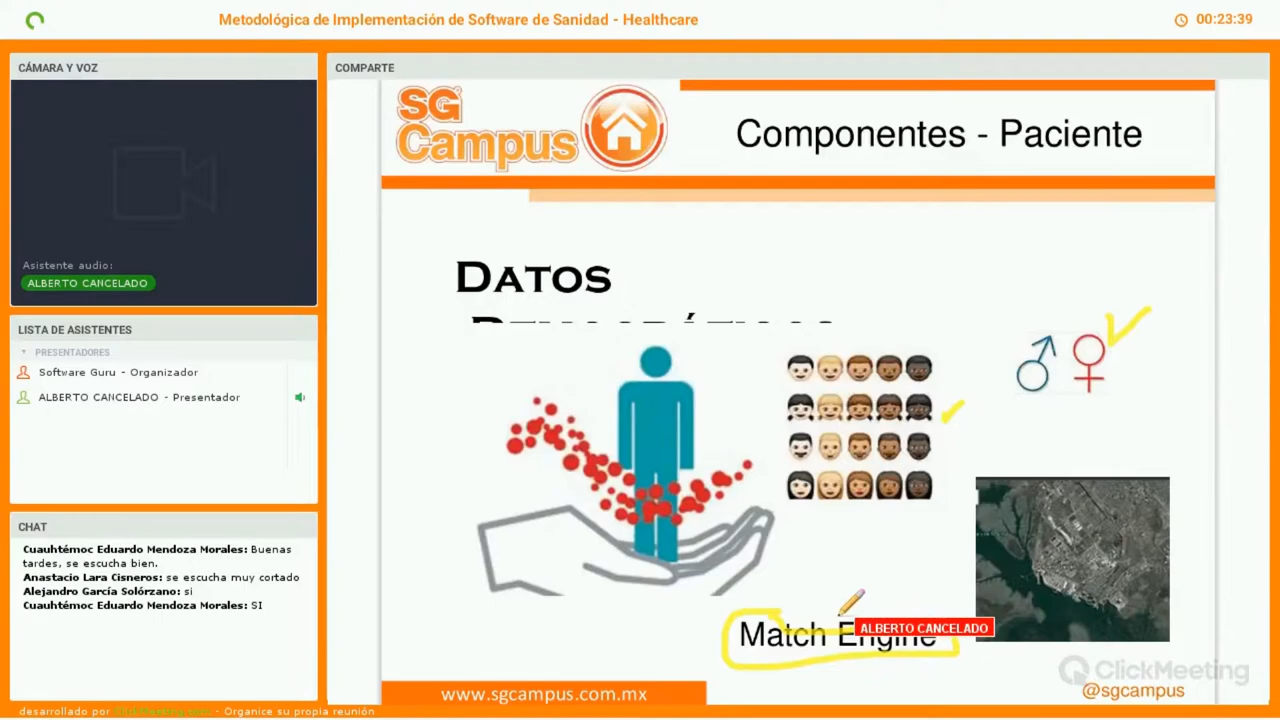 Metodológica de Implementación de Software de Sanidad - Healthcare
00:23:39
CÁMARA Y VOZ
Asistente audio:
ALBERTO CANCELADO
LISTA DE ASISTENTES
PRESENTADORES
Software Guru - Organizador
ALBERTO CANCELADO - Presentador
CHAT
Cuauhtémoc Eduardo Mendoza Morales: Buenas
tardes, se escucha bien.
Anastacio Lara Cisneros: se escucha muy cortado
Alejandro García Solórzano: si
Cuauhtémoc Eduardo Mendoza Morales: SI
desarrollado por ClickMeeting.com - Organice su propia reunión
COMPARTE
SG
Campus
Componentes - Paciente
DATOS
Match Engine
ALBERTO CANCELADO
ClickMeeting
@sgcampus
www.sgcampus.com.mx